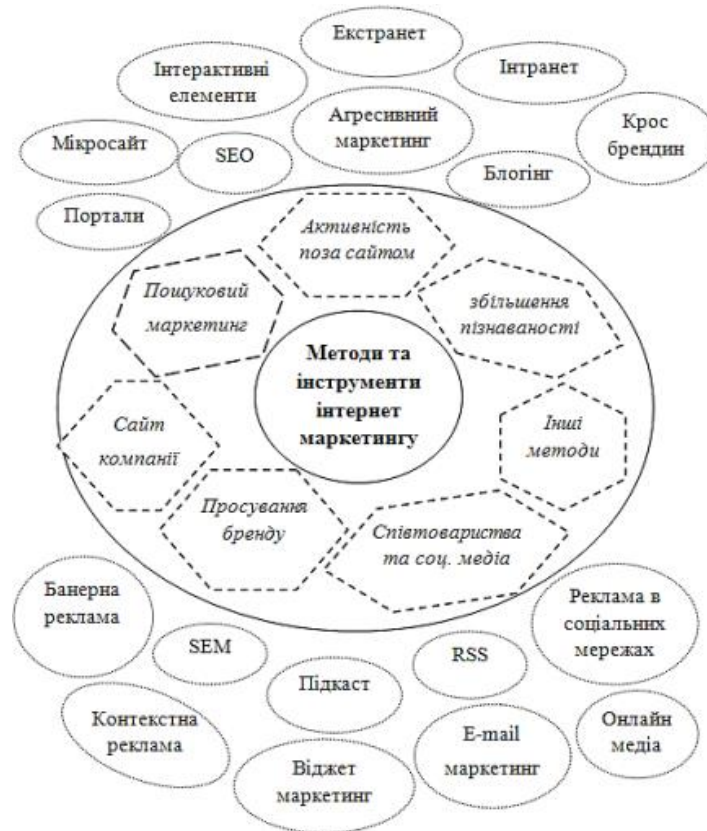 Екстранет
Інтерактивні
елементи
Інтранет
Агресивний
маркетинг
Крос
брендин
Мікросайт
SEO
Блогінг
Портали
Активність
поза сайтом
Пошуковий
маркетинг
збільшення
пізнаваності
Методи та
інструменти
інтернет
маркетингу
Сайт
компанії
Інші
методи
Просування
бренду
Співтовариства
та соц. медіа
Банерна
реклама
Реклама в
соціальних
мережах
SEM
RSS
Підкаст
Контекстна
реклама
E-mail
маркетинг
Онлайн
медіа
Віджет
маркетинг